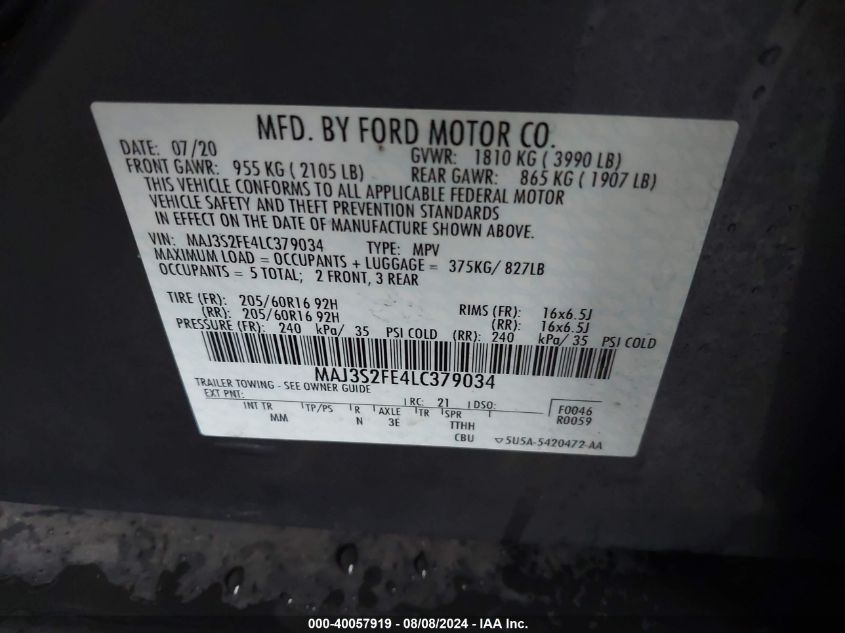 MFD. BY FORD MOTOR CO.
DATE: 07/20 GVWR: 1810 KG ( 3990 LB)
FRONT GAWR: 955 KG ( 2105 LB) REAR GAWR: 865 KG ( 1907 LB)
THIS VEHICLE CONFORMS TO ALL APPLICABLE FEDERAL MOTOR
VEHICLE SAFETY AND THEFT PREVENTION STANDARDS
IN EFFECT ON THE DATE OF MANUFACTURE SHOWN ABOVE.
VIN: MAJ3S2FE4LC379034 TYPE: MPV
MAXIMUM LOAD = OCCUPANTS + LUGGAGE = 375KG/ 827LB
OCCUPANTS = 5 TOTAL; 2 FRONT, 3 REAR
TIRE (FR): 205/60R16 92H RIMS (FR): 16x6.5J
(RR): 205/60R16 92H (RR): 16x6.5J
PRESSURE (FR): 240 kPa/ 35 PSI COLD (RR): 240 kPa/ 35 PSI COLD
MAJ3S2FE4LC379034
TRAILER TOWING - SEE OWNER GUIDE
EXT PNT: RC: 21 DSO: F0046
INT TR TP/PS R AXLE TR SPR R0059
MM N 3E TTHH
CBU 5U5A-5420472-AA
000-40057919 - 08/08/2024 - IAA Inc.